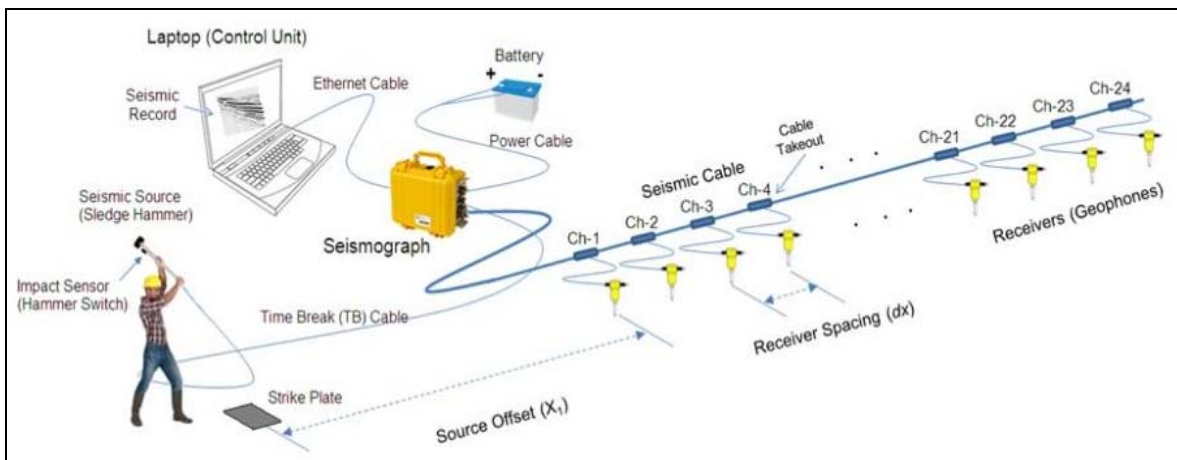 Laptop (Control Unit)
Battery
+ -
Ethernet Cable
Seismic
Record
Power Cable
Ch-24
Ch-23
Ch-22
Ch-21
Cable
Takeout
Seismic Cable
Ch-4
Ch-3
Ch-2
Ch-1
Seismic Source
(Sledge Hammer)
Seismograph
Receivers (Geophones)
Impact Sensor
(Hammer Switch)
Time Break (TB) Cable
Receiver Spacing (dx)
Strike Plate
Source Offset (X₁)